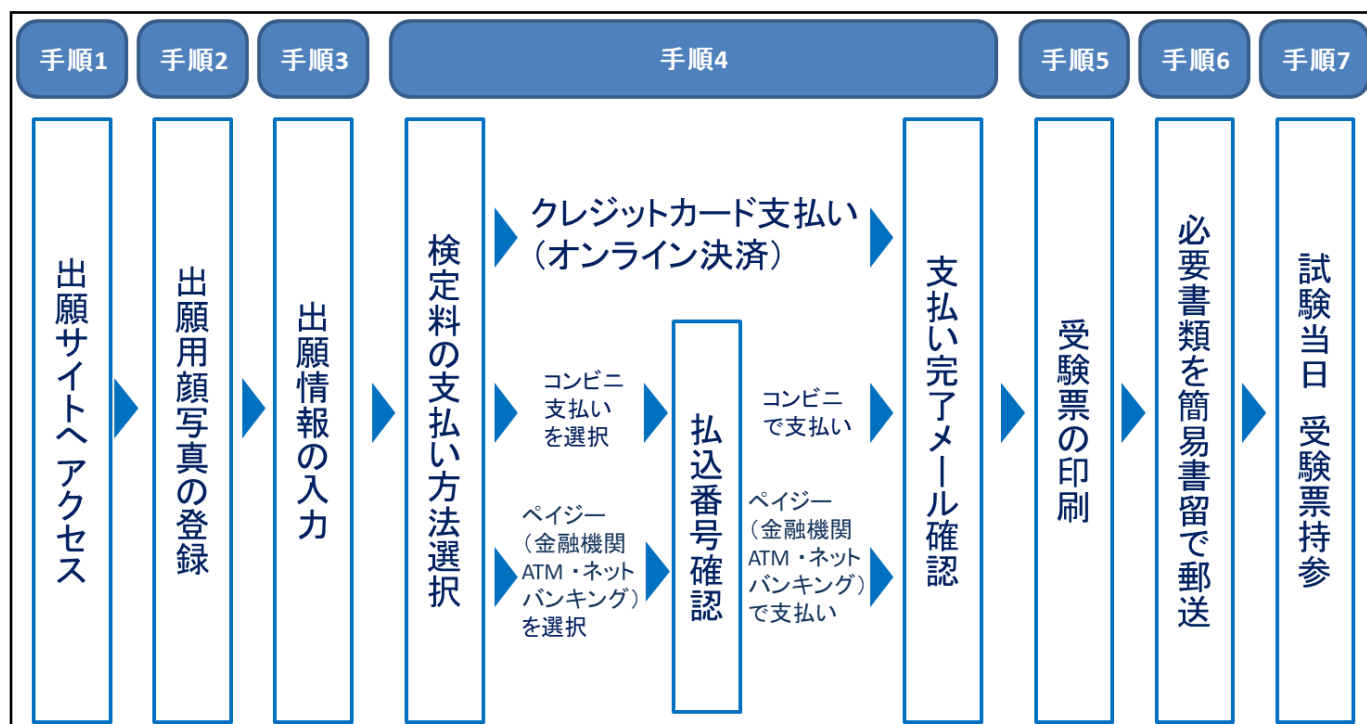 手順1
手順2
手順3
手順4
手順5
手順6
手順7
出願サイトへ アクセス
出願用顔写真の登録
出願情報の入力
検定料の支払い方法選択
クレジットカード支払い
（オンライン決済）
コンビニ
支払い
を選択
ペイジー
（金融機関
ATM・ネット
バンキング）
を選択
払込番号確認
コンビニ
で支払い
ペイジー
（金融機関
ATM・ネット
バンキング）
で支払い
支払い完了メール確認
受験票の印刷
必要書類を簡易書留で郵送
試験当日 受験票持参